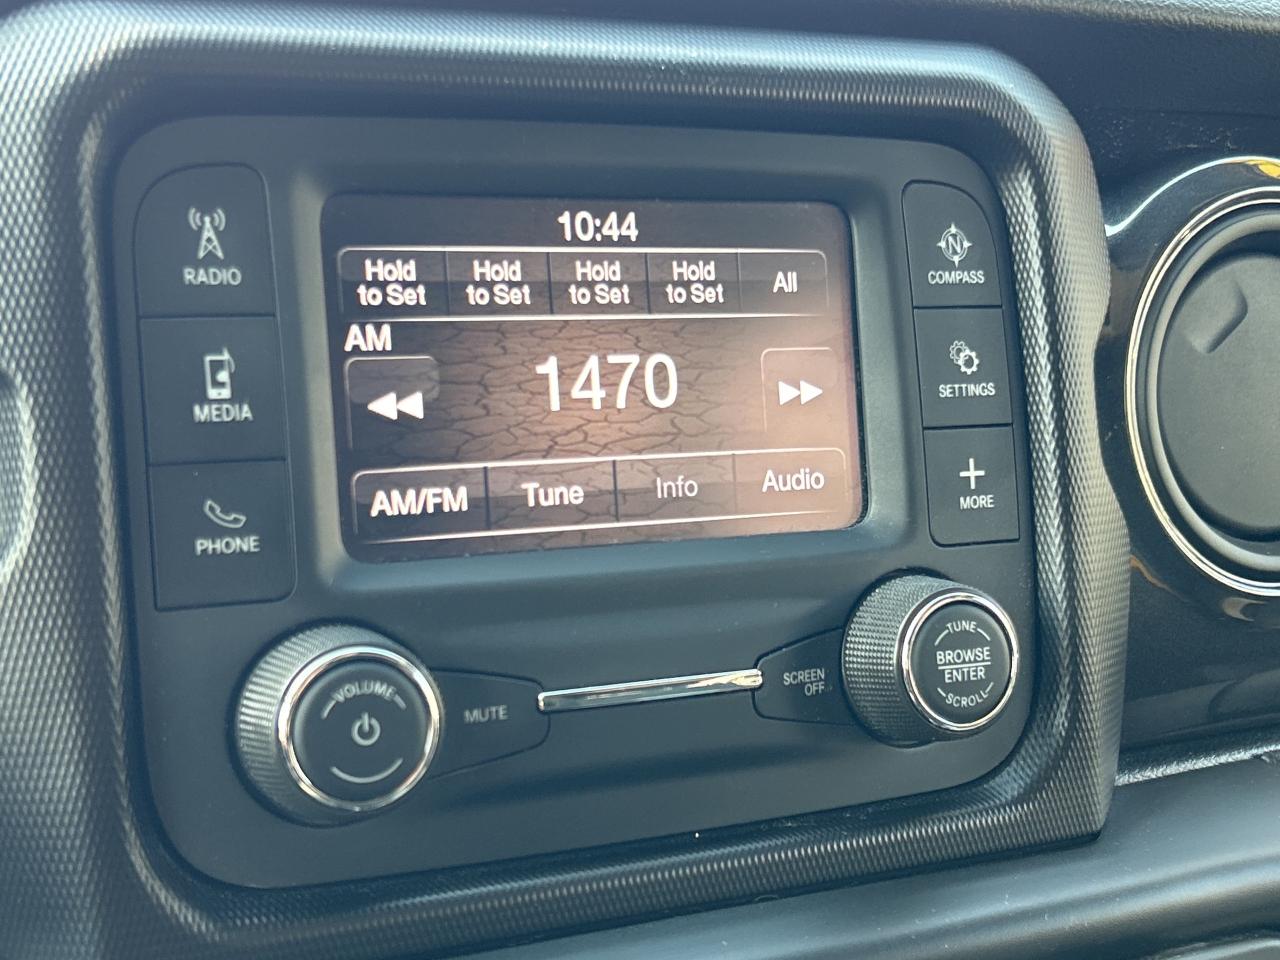 10:44
Hold to Set Hold to Set Hold to Set Hold to Set All
AM
1470
AM/FM Tune Info Audio
RADIO
MEDIA
PHONE
N
COMPASS
SETTINGS
MORE
VOLUME
MUTE
SCREEN
OFF
TUNE
BROWSE
ENTER
SCROLL